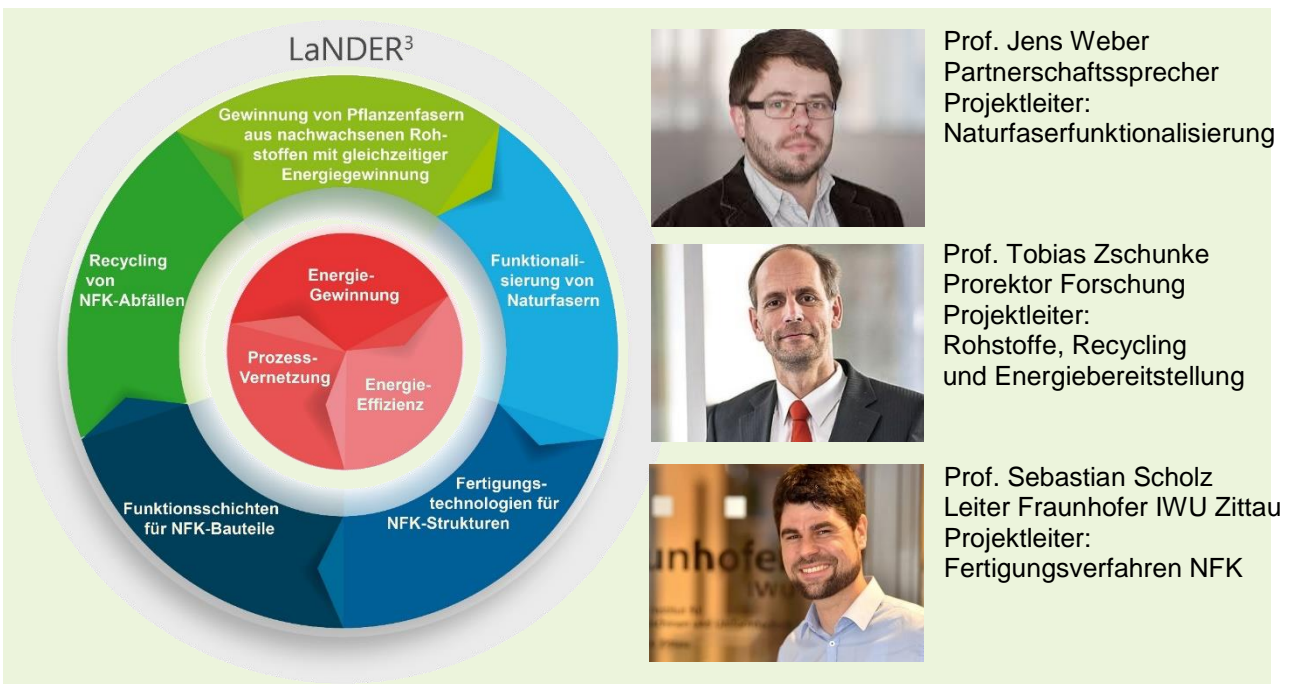 LaNDER³
Gewinnung von Pflanzenfasern
aus nachwachsenen Roh-
stoffen mit gleichzeitiger
Energiegewinnung
Funktionali-
sierung von
Naturfasern
Fertigungs-
technologien für
NFK-Strukturen
Funktionsschichten
für NFK-Bauteile
Recycling
von
NFK-Abfällen
Energie-
Gewinnung
Energie-
Effizienz
Prozess-
Vernetzung
Prof. Jens Weber
Partnerschaftssprecher
Projektleiter:
Naturfaserfunktionalisierung
Prof. Tobias Zschunke
Prorektor Forschung
Projektleiter:
Rohstoffe, Recycling
und Energiebereitstellung
unhofe
IWU
Prof. Sebastian Scholz
Leiter Fraunhofer IWU Zittau
Projektleiter:
Fertigungsverfahren NFK